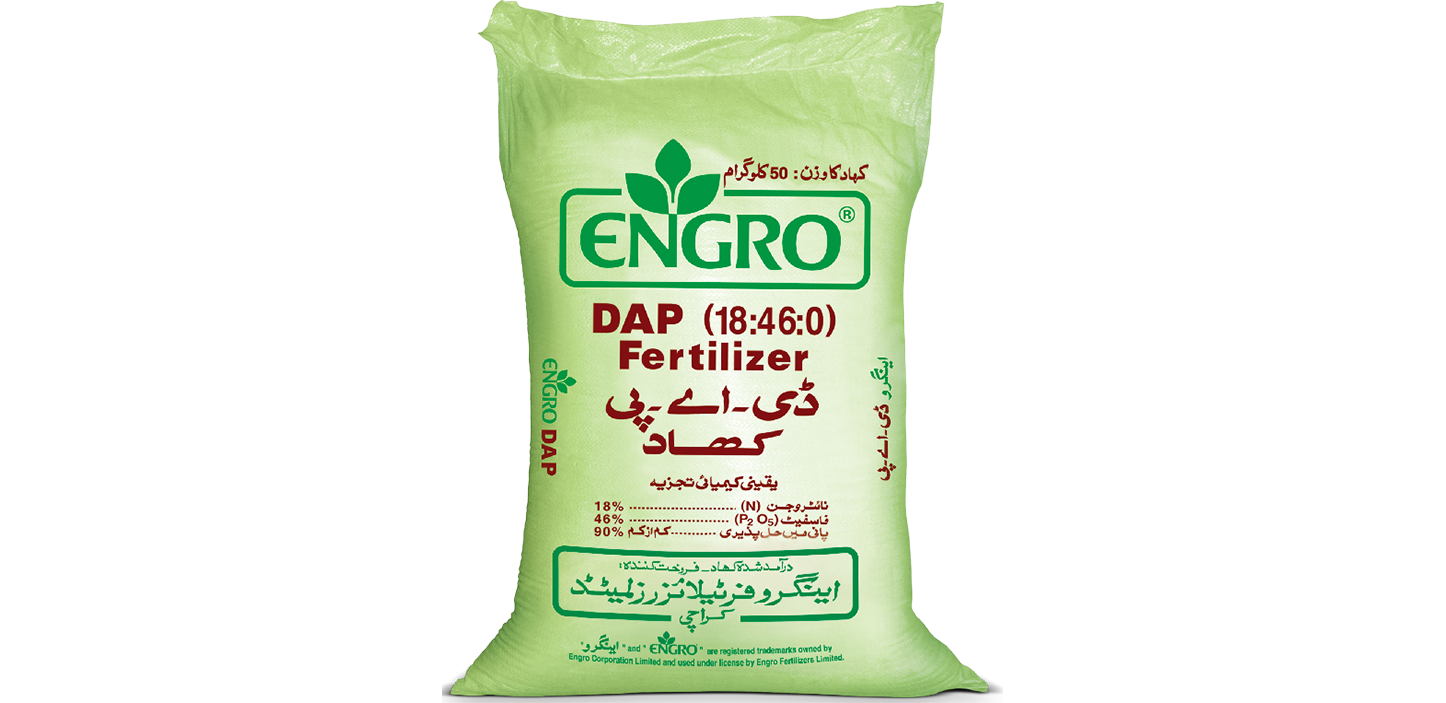 کھاد کا وزن : 50 کلوگرام
ENGRO®
DAP (18:46:0)
Fertilizer
ڈی۔اے۔پی
کھاد
ENGRO DAP
اینگرو ڈی۔اے۔پی
یقینی کیمیائی تجزیہ
نائٹروجن (N) ........................ 18%
فاسفیٹ (P₂ O₅) ................ 46%
پانی میں حل پذیری ........... کم از کم 90%
درآمد شدہ کھاد۔ فروخت کنندہ:
اینگرو فرٹیلائزرز لمیٹڈ
کراچی
"اینگرو" and "ENGRO" are registered trademarks owned by
Engro Corporation Limited and used under license by Engro Fertilizers Limited.